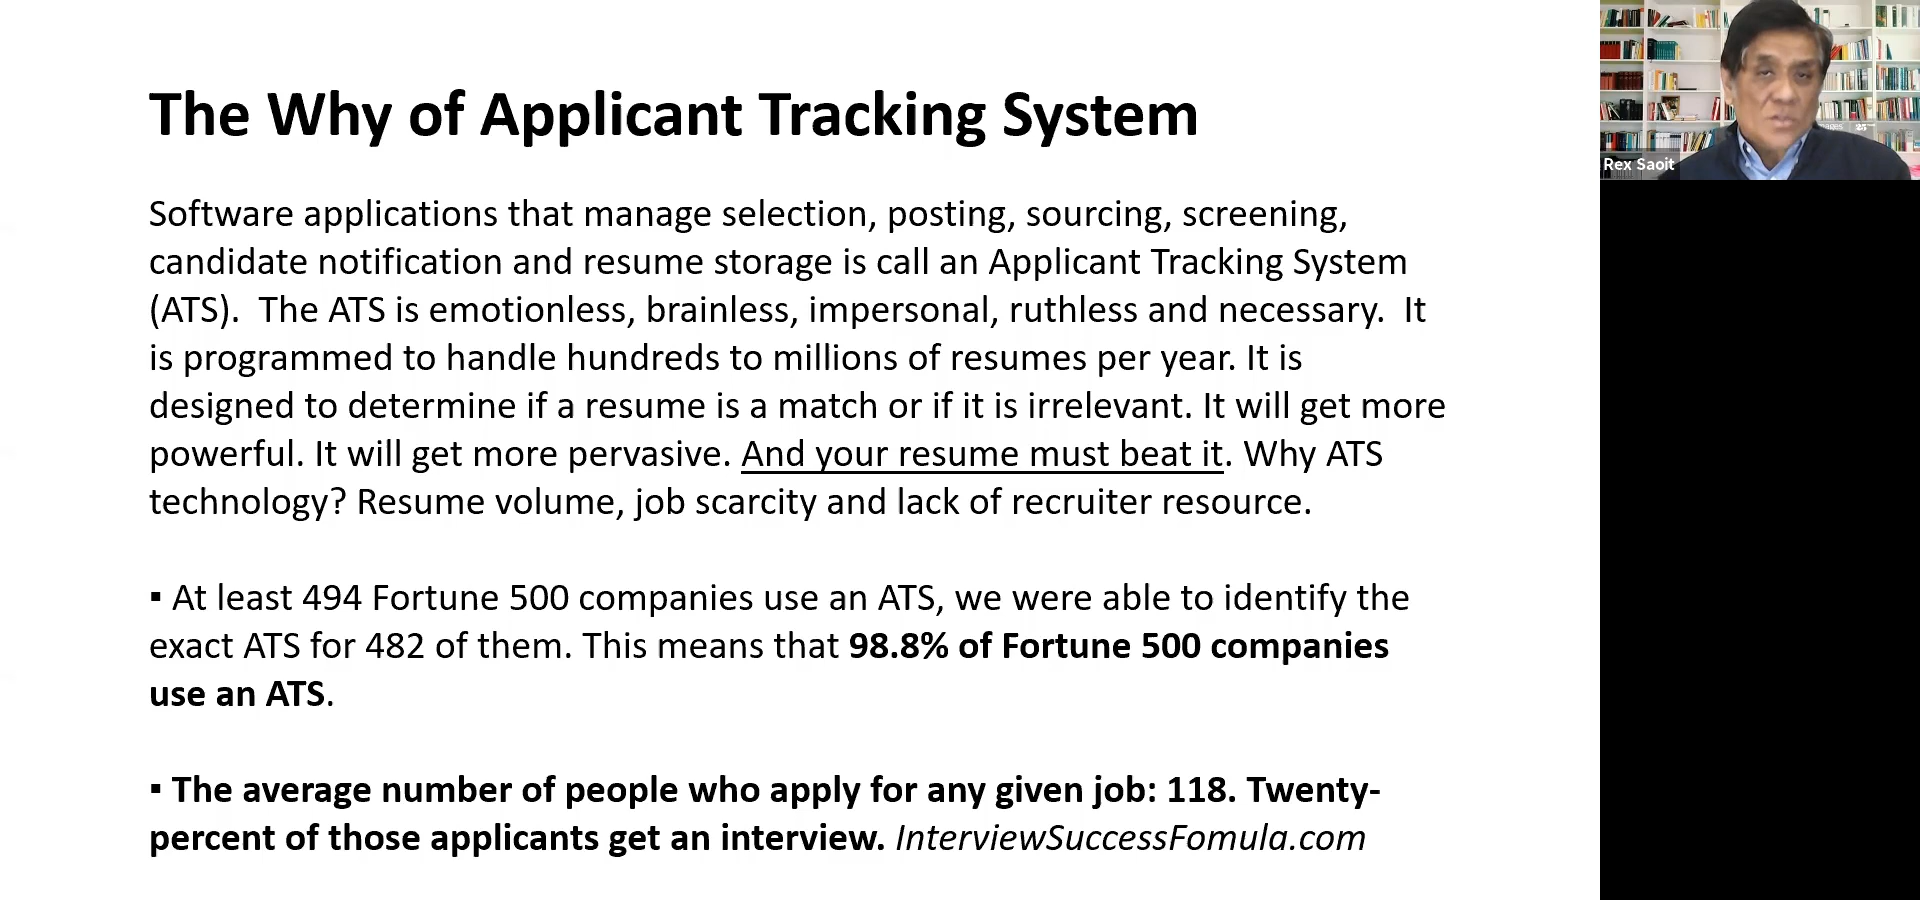 The Why of Applicant Tracking System
Software applications that manage selection, posting, sourcing, screening,
candidate notification and resume storage is call an Applicant Tracking System
(ATS).  The ATS is emotionless, brainless, impersonal, ruthless and necessary.  It
is programmed to handle hundreds to millions of resumes per year. It is
designed to determine if a resume is a match or if it is irrelevant. It will get more
powerful. It will get more pervasive. And your resume must beat it. Why ATS
technology? Resume volume, job scarcity and lack of recruiter resource.
▪ At least 494 Fortune 500 companies use an ATS, we were able to identify the
exact ATS for 482 of them. This means that 98.8% of Fortune 500 companies
use an ATS.
▪ The average number of people who apply for any given job: 118. Twenty-
percent of those applicants get an interview. InterviewSuccessFomula.com
Rex Saoit